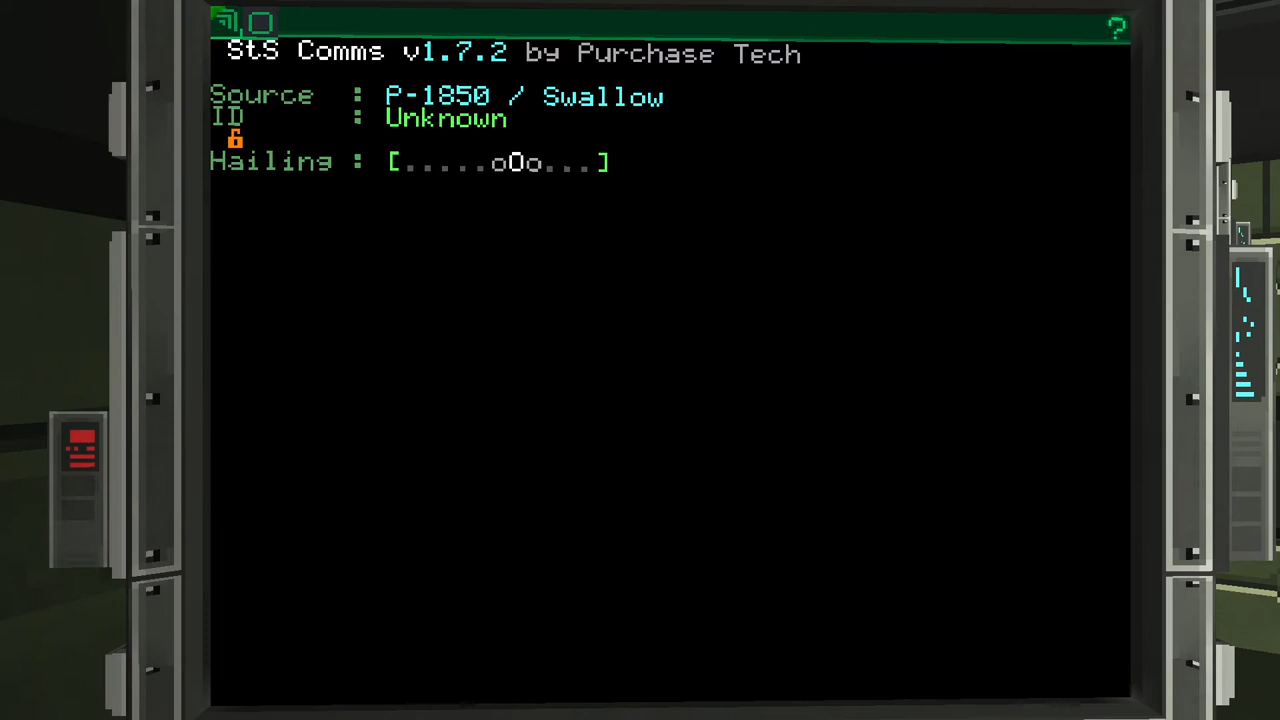 ?
StS Comms v1.7.2 by Purchase Tech
Source : P-1850 / Swallow
ID : Unknown
Hailing : [.....oOo...]